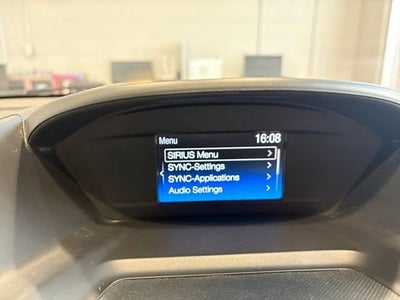 Menu 16:08
SIRIUS Menu
SYNC-Settings
SYNC-Applications
Audio Settings